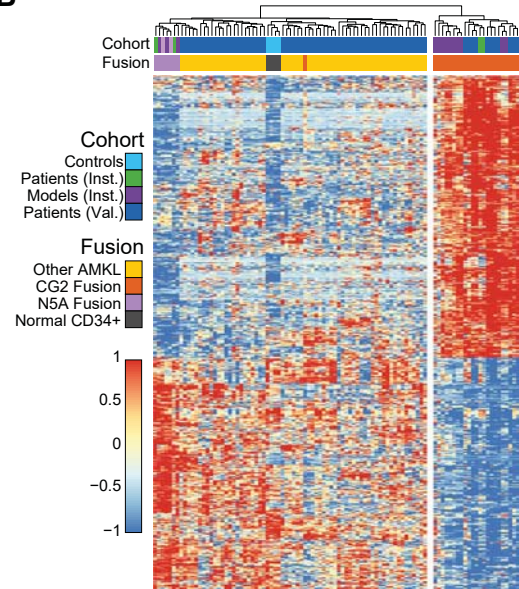 Cohort
Fusion
Cohort
Controls
Patients (Inst.)
Models (Inst.)
Patients (Val.)
Fusion
Other AMKL
CG2 Fusion
N5A Fusion
Normal CD34+
1
0.5
0
−0.5
−1